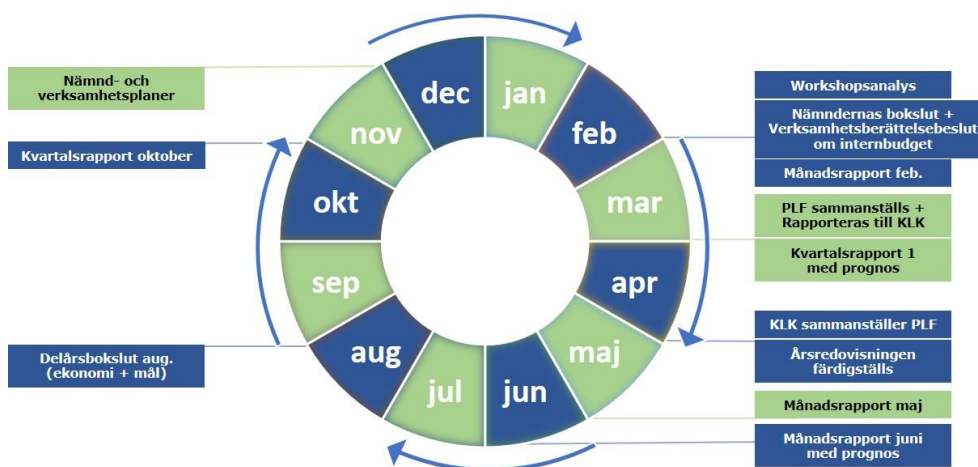 Nämnd- och
verksamhetsplaner
Kvartalsrapport oktober
Delårsbokslut aug.
(ekonomi + mål)
jan
feb
mar
apr
maj
jun
jul
aug
sep
okt
nov
dec
Workshopsanalys
Nämndernas bokslut +
Verksamhetsberättelsebeslut
om internbudget
Månadsrapport feb.
PLF sammanställs +
Rapporteras till KLK
Kvartalsrapport 1
med prognos
KLK sammanställer PLF
Årsredovisningen
färdigställs
Månadsrapport maj
Månadsrapport juni
med prognos